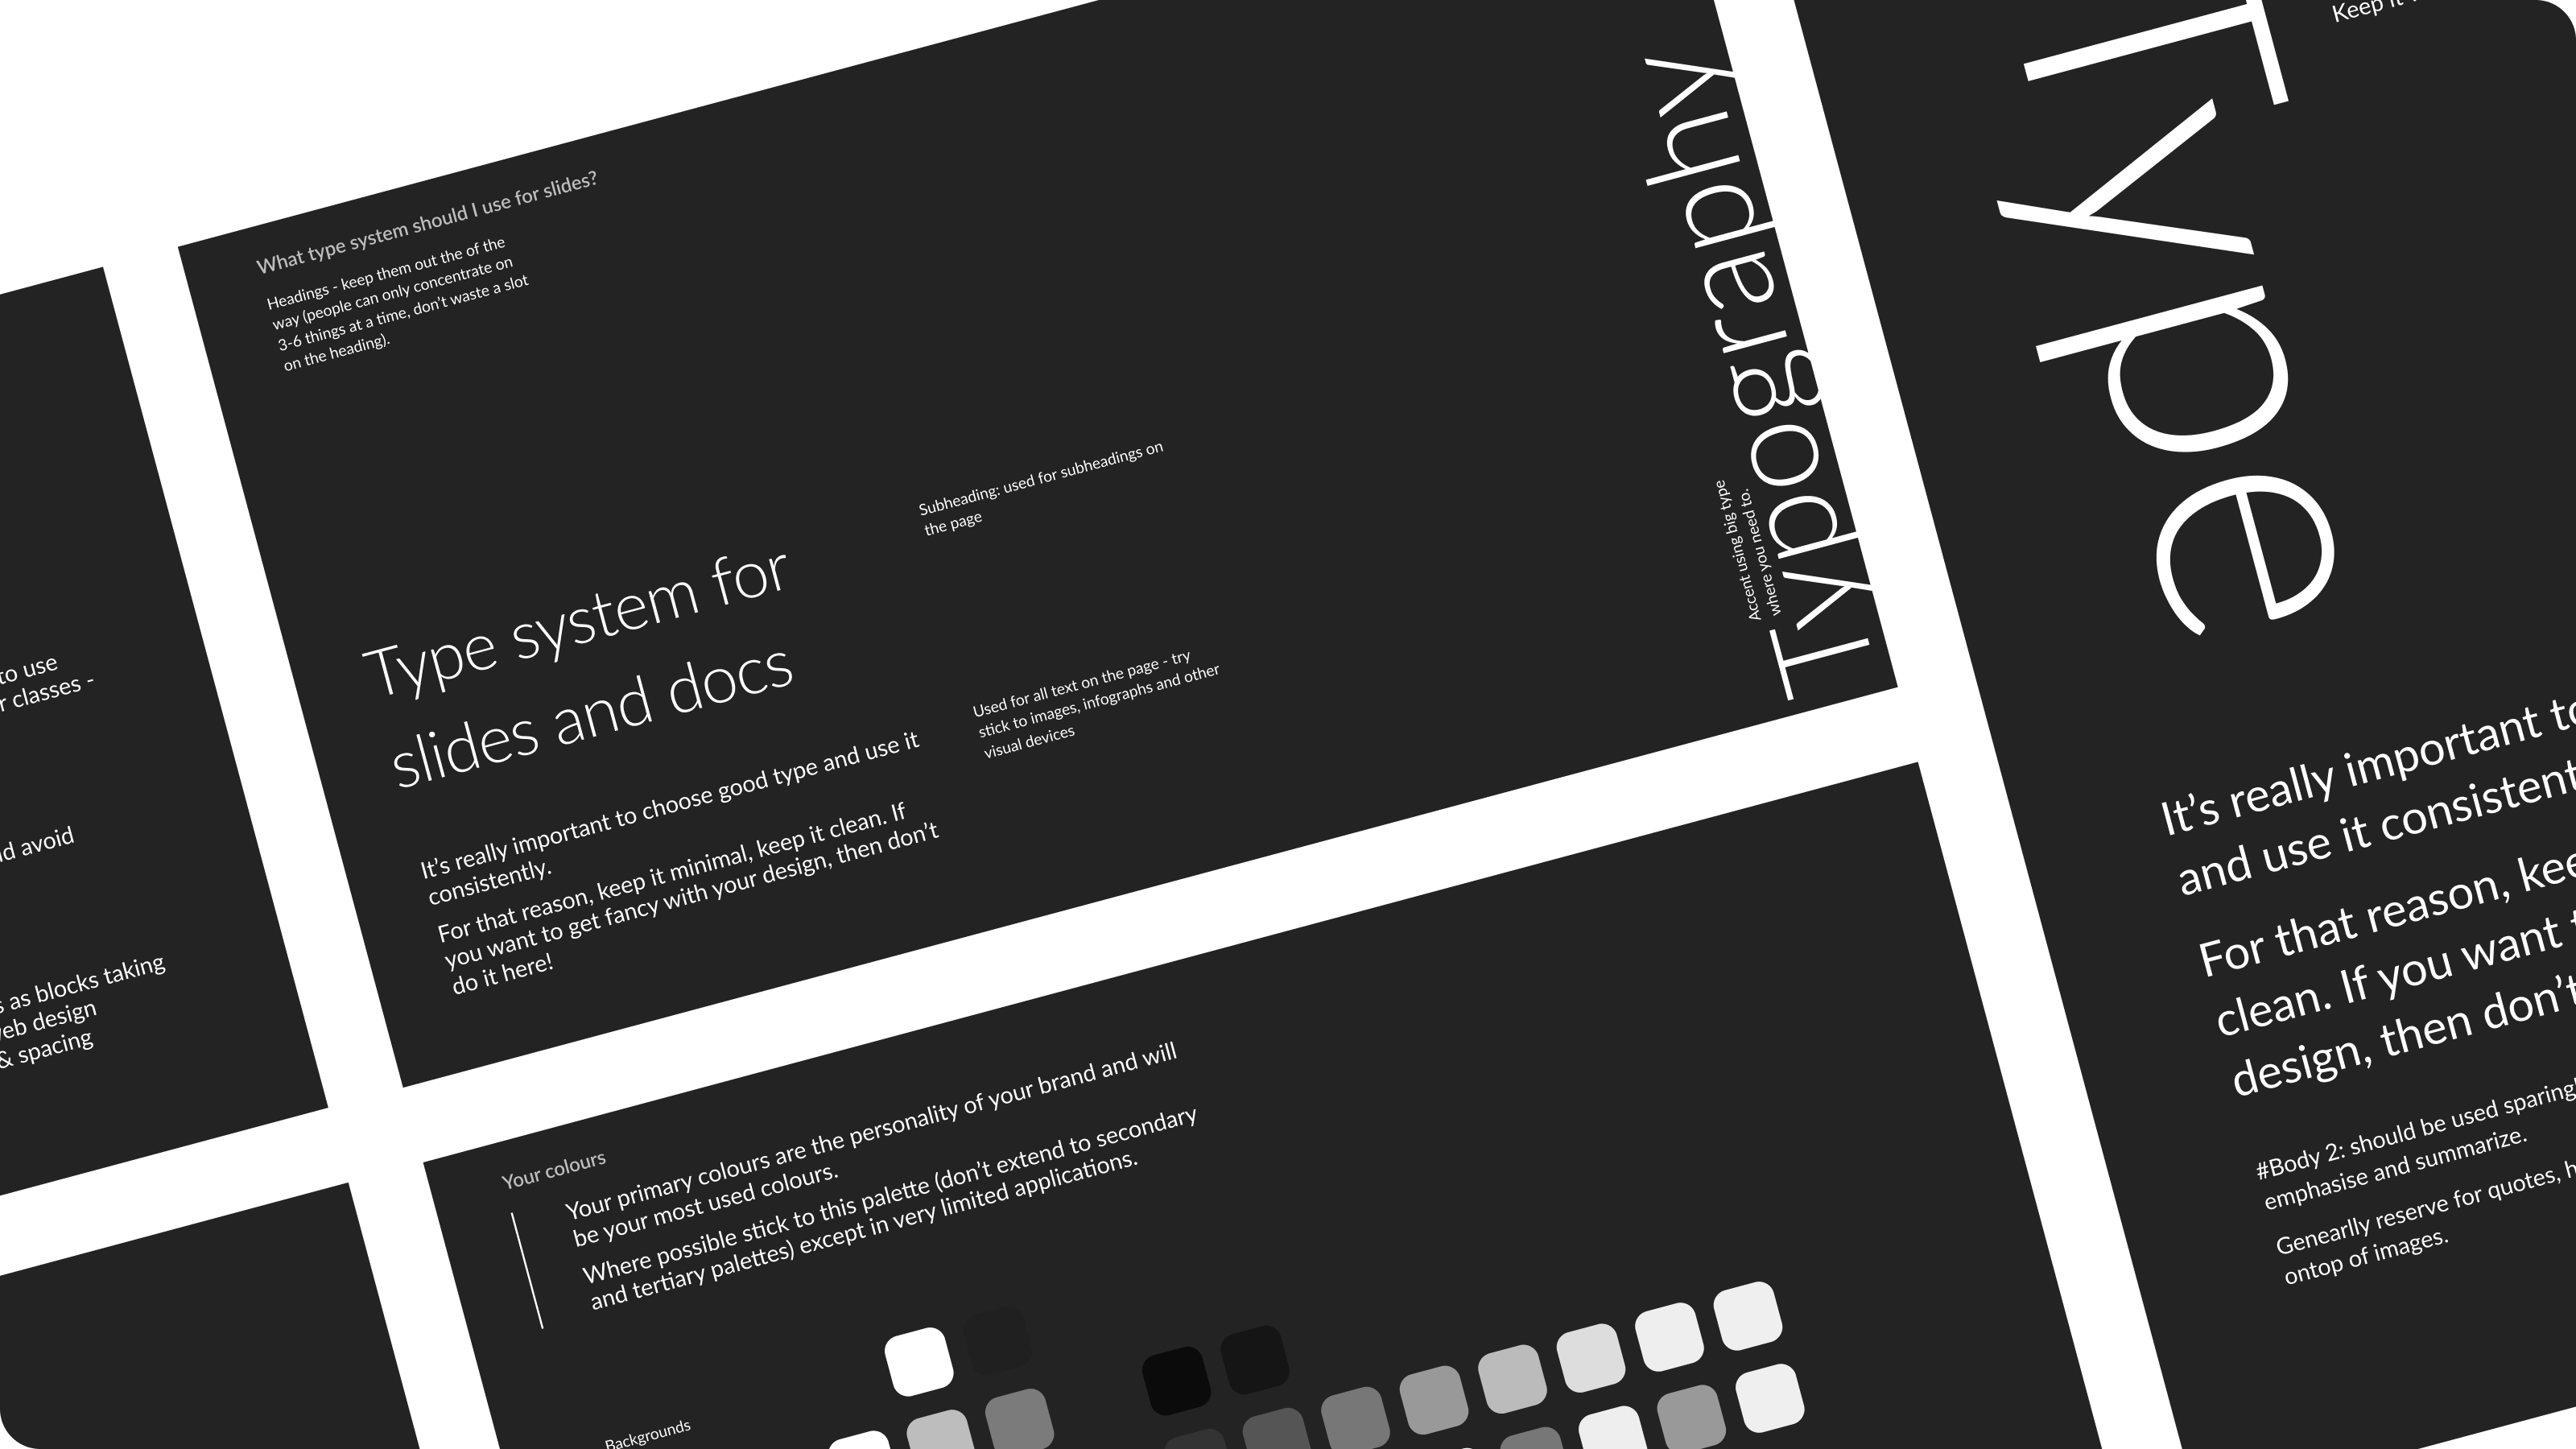 to use
classes -
avoid
as blocks taking
design
& spacing
What type system should I use for slides?
Headings - keep them out the of the
way (people can only concentrate on
3-6 things at a time, don't waste a slot
on the heading).
Subheading: used for subheadings on
the page
Type system for
slides and docs
Used for all text on the page - try
stick to images, infographs and other
visual devices
It's really important to choose good type and use it
consistently.
For that reason, keep it minimal, keep it clean. If
you want to get fancy with your design, then don't
do it here!
Accent using big type
where you need to.
Typography
Your colours
Your primary colours are the personality of your brand and will
be your most used colours.
Where possible stick to this palette (don't extend to secondary
and tertiary palettes) except in very limited applications.
Backgrounds
Keep it
Type
It's really important to
and use it
For that reason,
clean. If you want
design, then don't
#Body 2: should be used
emphasise and summarize.
Genearlly reserve for quotes,
ontop of images.